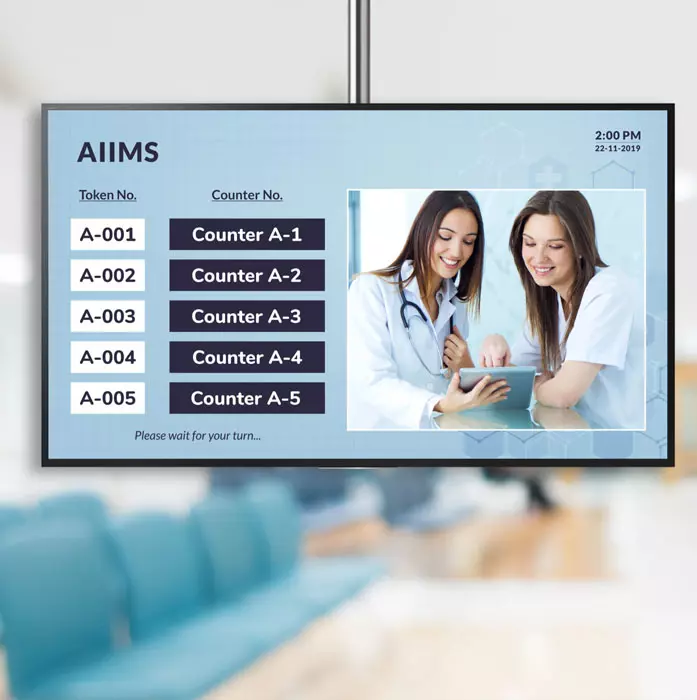 AIIMS
2:00 PM
22-11-2019
Token No. Counter No.
A-001 Counter A-1
A-002 Counter A-2
A-003 Counter A-3
A-004 Counter A-4
A-005 Counter A-5
Please wait for your turn...